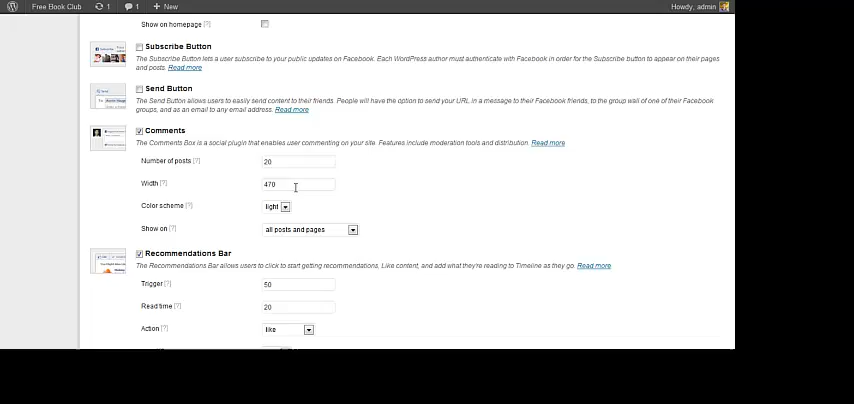 Free Book Club 1 1 + New Howdy, admin
Show on homepage [?]
Subscribe Button
The Subscribe Button lets a user subscribe to your public updates on Facebook. Each WordPress author must authenticate with Facebook in order for the Subscribe button to appear on their pages
and posts. Read more
Send Button
The Send Button allows users to easily send content to their friends. People will have the option to send your URL in a message to their Facebook friends, to the group wall of one of their Facebook
groups, and as an email to any email address. Read more
Comments
The Comments Box is a social plugin that enables user commenting on your site. Features include moderation tools and distribution. Read more
Number of posts [?] 20
Width [?] 470
Color scheme [?] light
Show on [?] all posts and pages
Recommendations Bar
The Recommendations Bar allows users to click to start getting recommendations, Like content, and add what they're reading to Timeline as they go. Read more
Trigger [?] 50
Read time [?] 20
Action [?] like